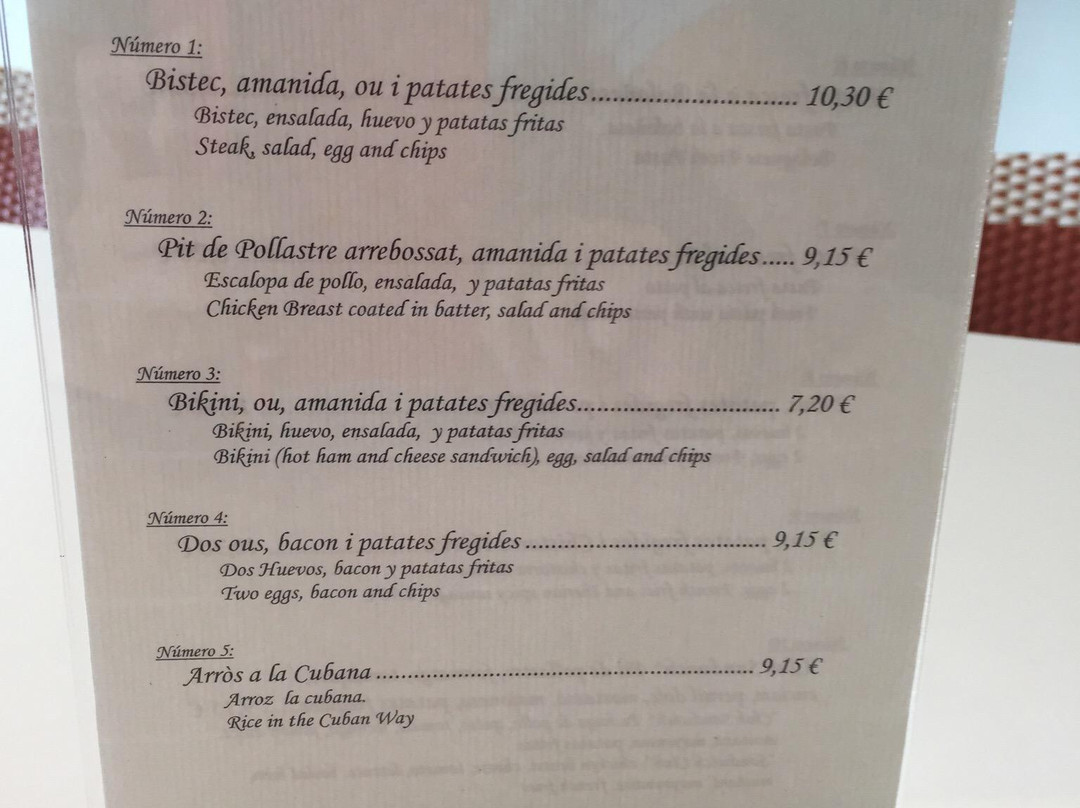 Número 1:
Bistec, amanida, ou i patates fregides............................ 10,30 €
Bistec, ensalada, huevo y patatas fritas
Steak, salad, egg and chips
Número 2:
Pit de Pollastre arrebossat, amanida i patates fregides..... 9,15 €
Escalopa de pollo, ensalada, y patatas fritas
Chicken Breast coated in batter, salad and chips
Número 3:
Bikini, ou, amanida i patates fregides.............................. 7,20 €
Bikini, huevo, ensalada, y patatas fritas
Bikini (hot ham and cheese sandwich), egg, salad and chips
Número 4:
Dos ous, bacon i patates fregides ..................................... 9,15 €
Dos Huevos, bacon y patatas fritas
Two eggs, bacon and chips
Número 5:
Arròs a la Cubana ............................................................. 9,15 €
Arroz la cubana.
Rice in the Cuban Way